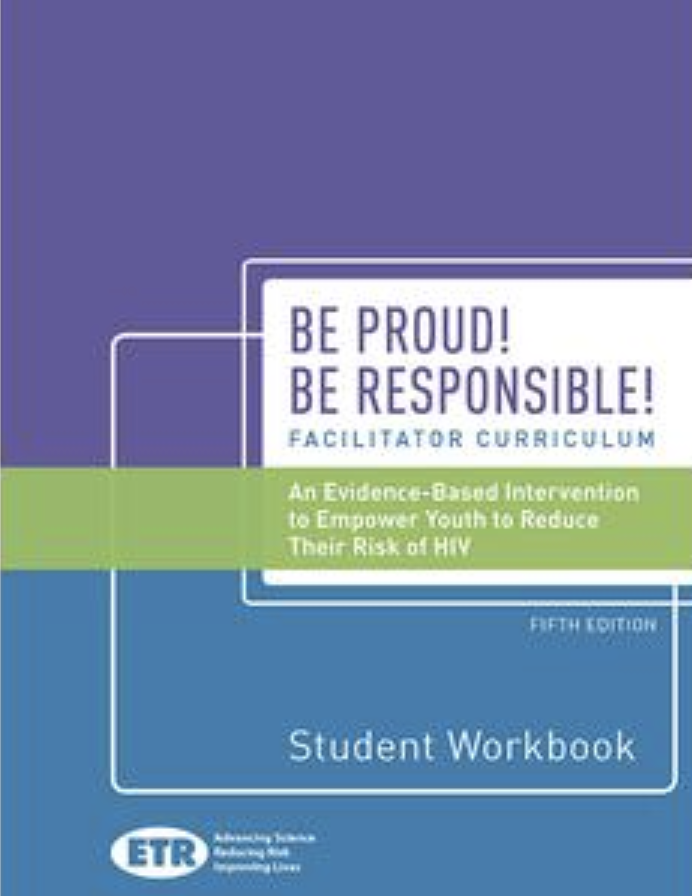 BE PROUD!
BE RESPONSIBLE!
FACILITATOR CURRICULUM
An Evidence-Based Intervention
to Empower Youth to Reduce
Their Risk of HIV
FIFTH EDITION
Student Workbook
ETR
Advancing Science
Reducing Risk
Improving Lives